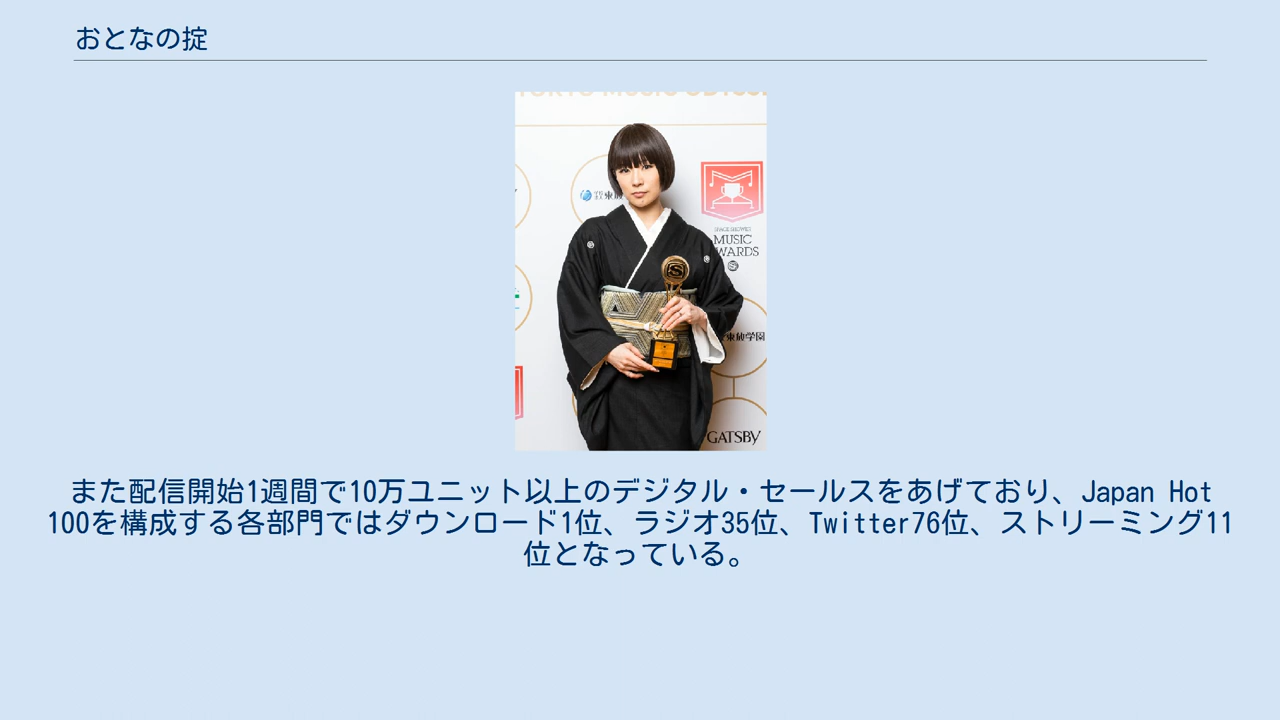 おとなの掟
MUSIC
GATSBY
また配信開始1週間で10万ユニット以上のデジタル・セールスをあげており、Japan Hot
100を構成する各部門ではダウンロード1位、ラジオ35位、Twitter76位、ストリーミング11
位となっている。